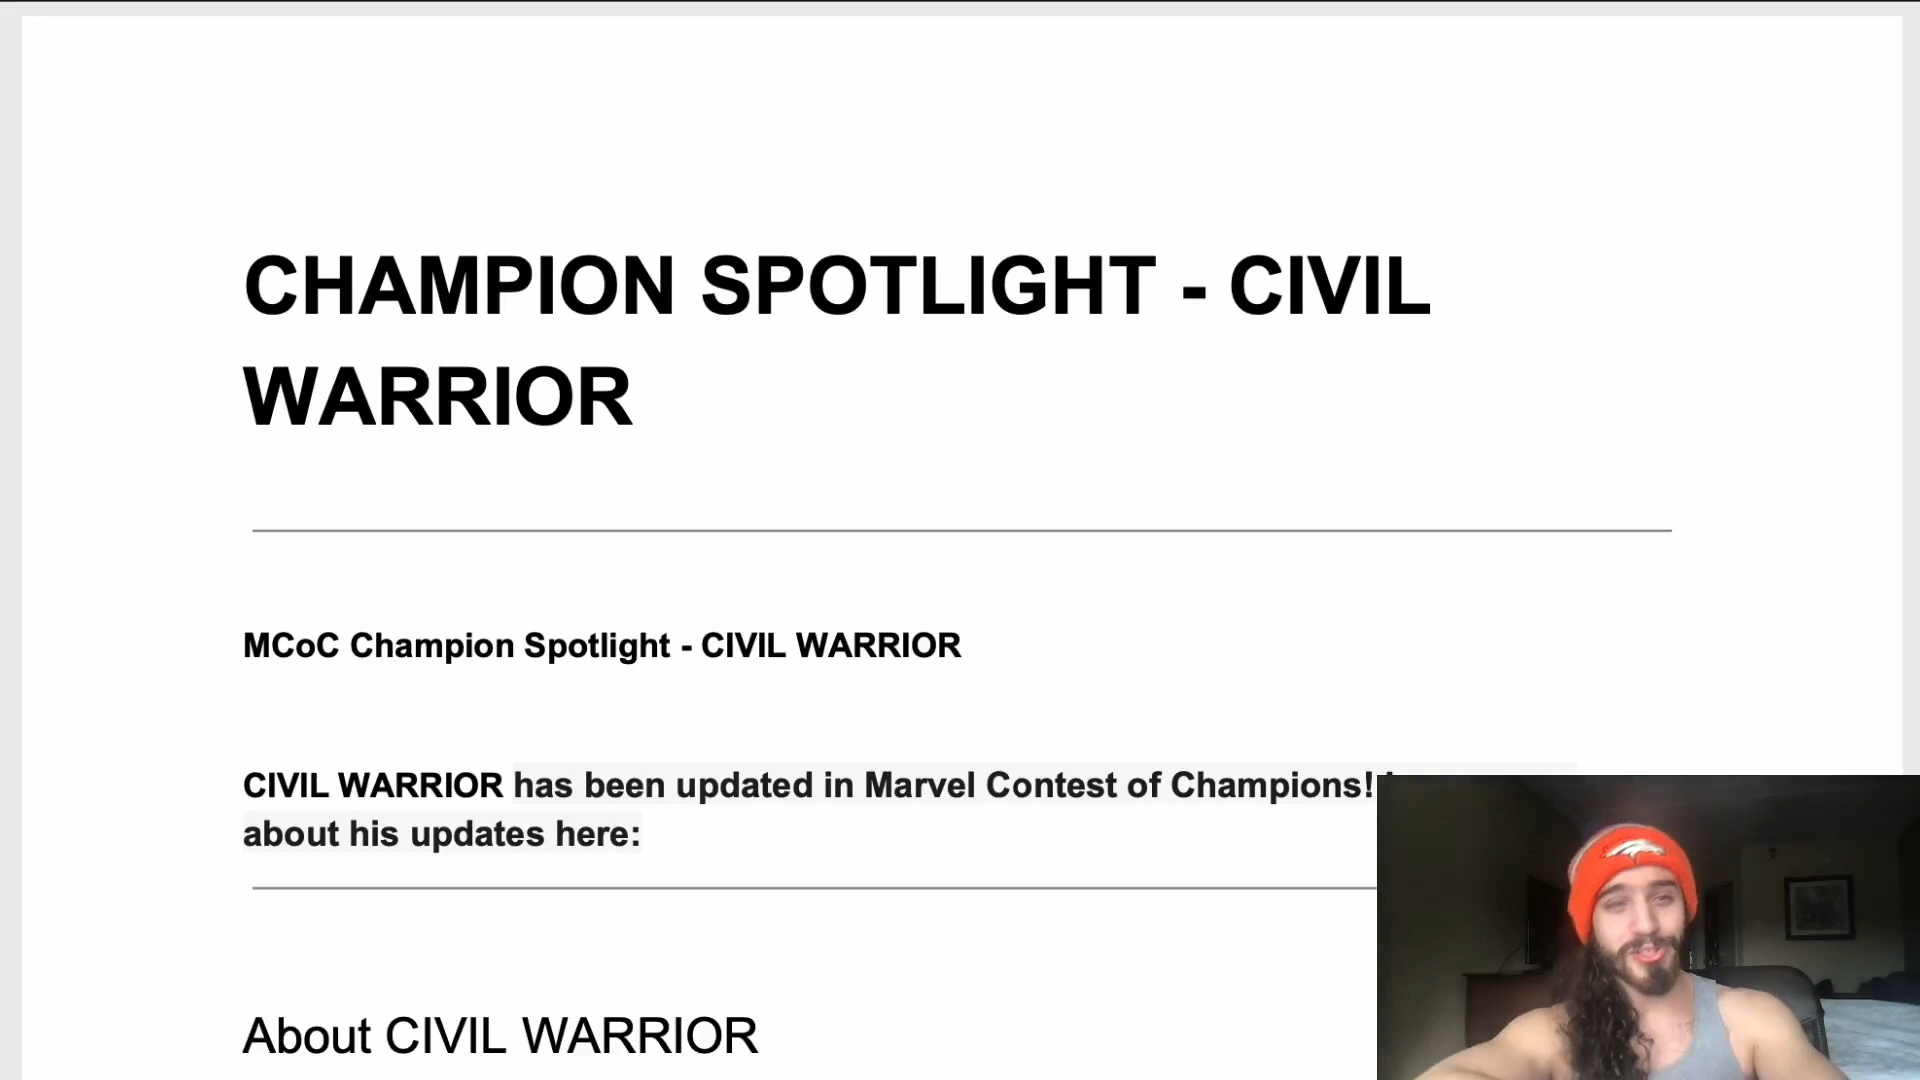 CHAMPION SPOTLIGHT - CIVIL
WARRIOR
MCoC Champion Spotlight - CIVIL WARRIOR
CIVIL WARRIOR has been updated in Marvel Contest of Champions!
about his updates here:
About CIVIL WARRIOR